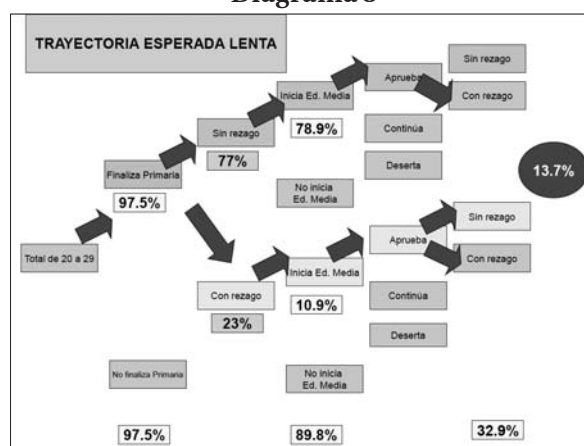 Diagrama 8
TRAYECTORIA ESPERADA LENTA
Sin rezago
Aprueba
Inicia Ed. Media
Con rezago
78.9%
Sin rezago
Continúa
77%
Deserta
Finaliza Primaria
13.7%
97.5%
No inicia
Ed. Media
Sin rezago
Aprueba
Total de 20 a 29
Inicia Ed. Media
Con rezago
Con rezago
10.9%
Continúa
23%
Deserta
No finaliza Primaria
No inicia
Ed. Media
97.5%
89.8%
32.9%